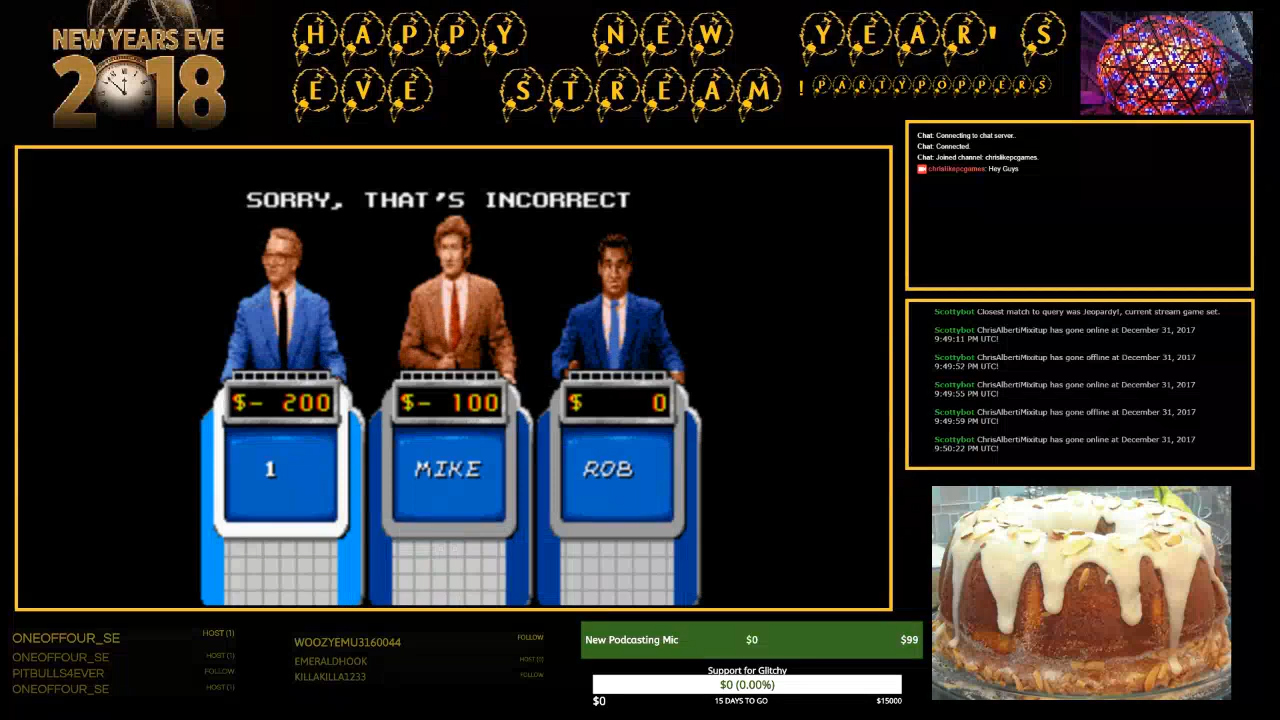 NEW YEARS EVE
2018
HAPPY NEW YEAR'S
EVE STREAM !PARTYPOPPERS
SORRY, THAT'S INCORRECT
$- 200
$- 100
$ 0
1
MIKE
ROB
Chat: Connecting to chat server..
Chat: Connected.
Chat: Joined channel: chrislikepcgames.
chrislikepcgames: Hey Guys
Scottybot Closest match to query was Jeopardy!, current stream game set.
Scottybot ChrisAlbertiMixitup has gone online at December 31, 2017
9:49:11 PM UTC!
Scottybot ChrisAlbertiMixitup has gone offline at December 31, 2017
9:49:52 PM UTC!
Scottybot ChrisAlbertiMixitup has gone online at December 31, 2017
9:49:55 PM UTC!
Scottybot ChrisAlbertiMixitup has gone offline at December 31, 2017
9:49:59 PM UTC!
Scottybot ChrisAlbertiMixitup has gone online at December 31, 2017
9:50:22 PM UTC!
ONEOFFOUR_SE HOST (1)
ONEOFFOUR_SE HOST (1)
PITBULLS4EVER FOLLOW
ONEOFFOUR_SE HOST (1)
WOOZYEMU3160044 FOLLOW
EMERALDHOOK HOST (0)
KILLAKILLA1233 FOLLOW
New Podcasting Mic $0 $99
Support for Glitchy
$0 (0.00%)
$0 15 DAYS TO GO $15000